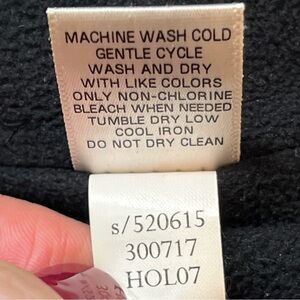 MACHINE WASH COLD
GENTLE CYCLE
WASH AND DRY
WITH LIKE COLORS
ONLY NON-CHLORINE
BLEACH WHEN NEEDED
TUMBLE DRY LOW
COOL IRON
DO NOT DRY CLEAN
s/520615
300717
HOL07